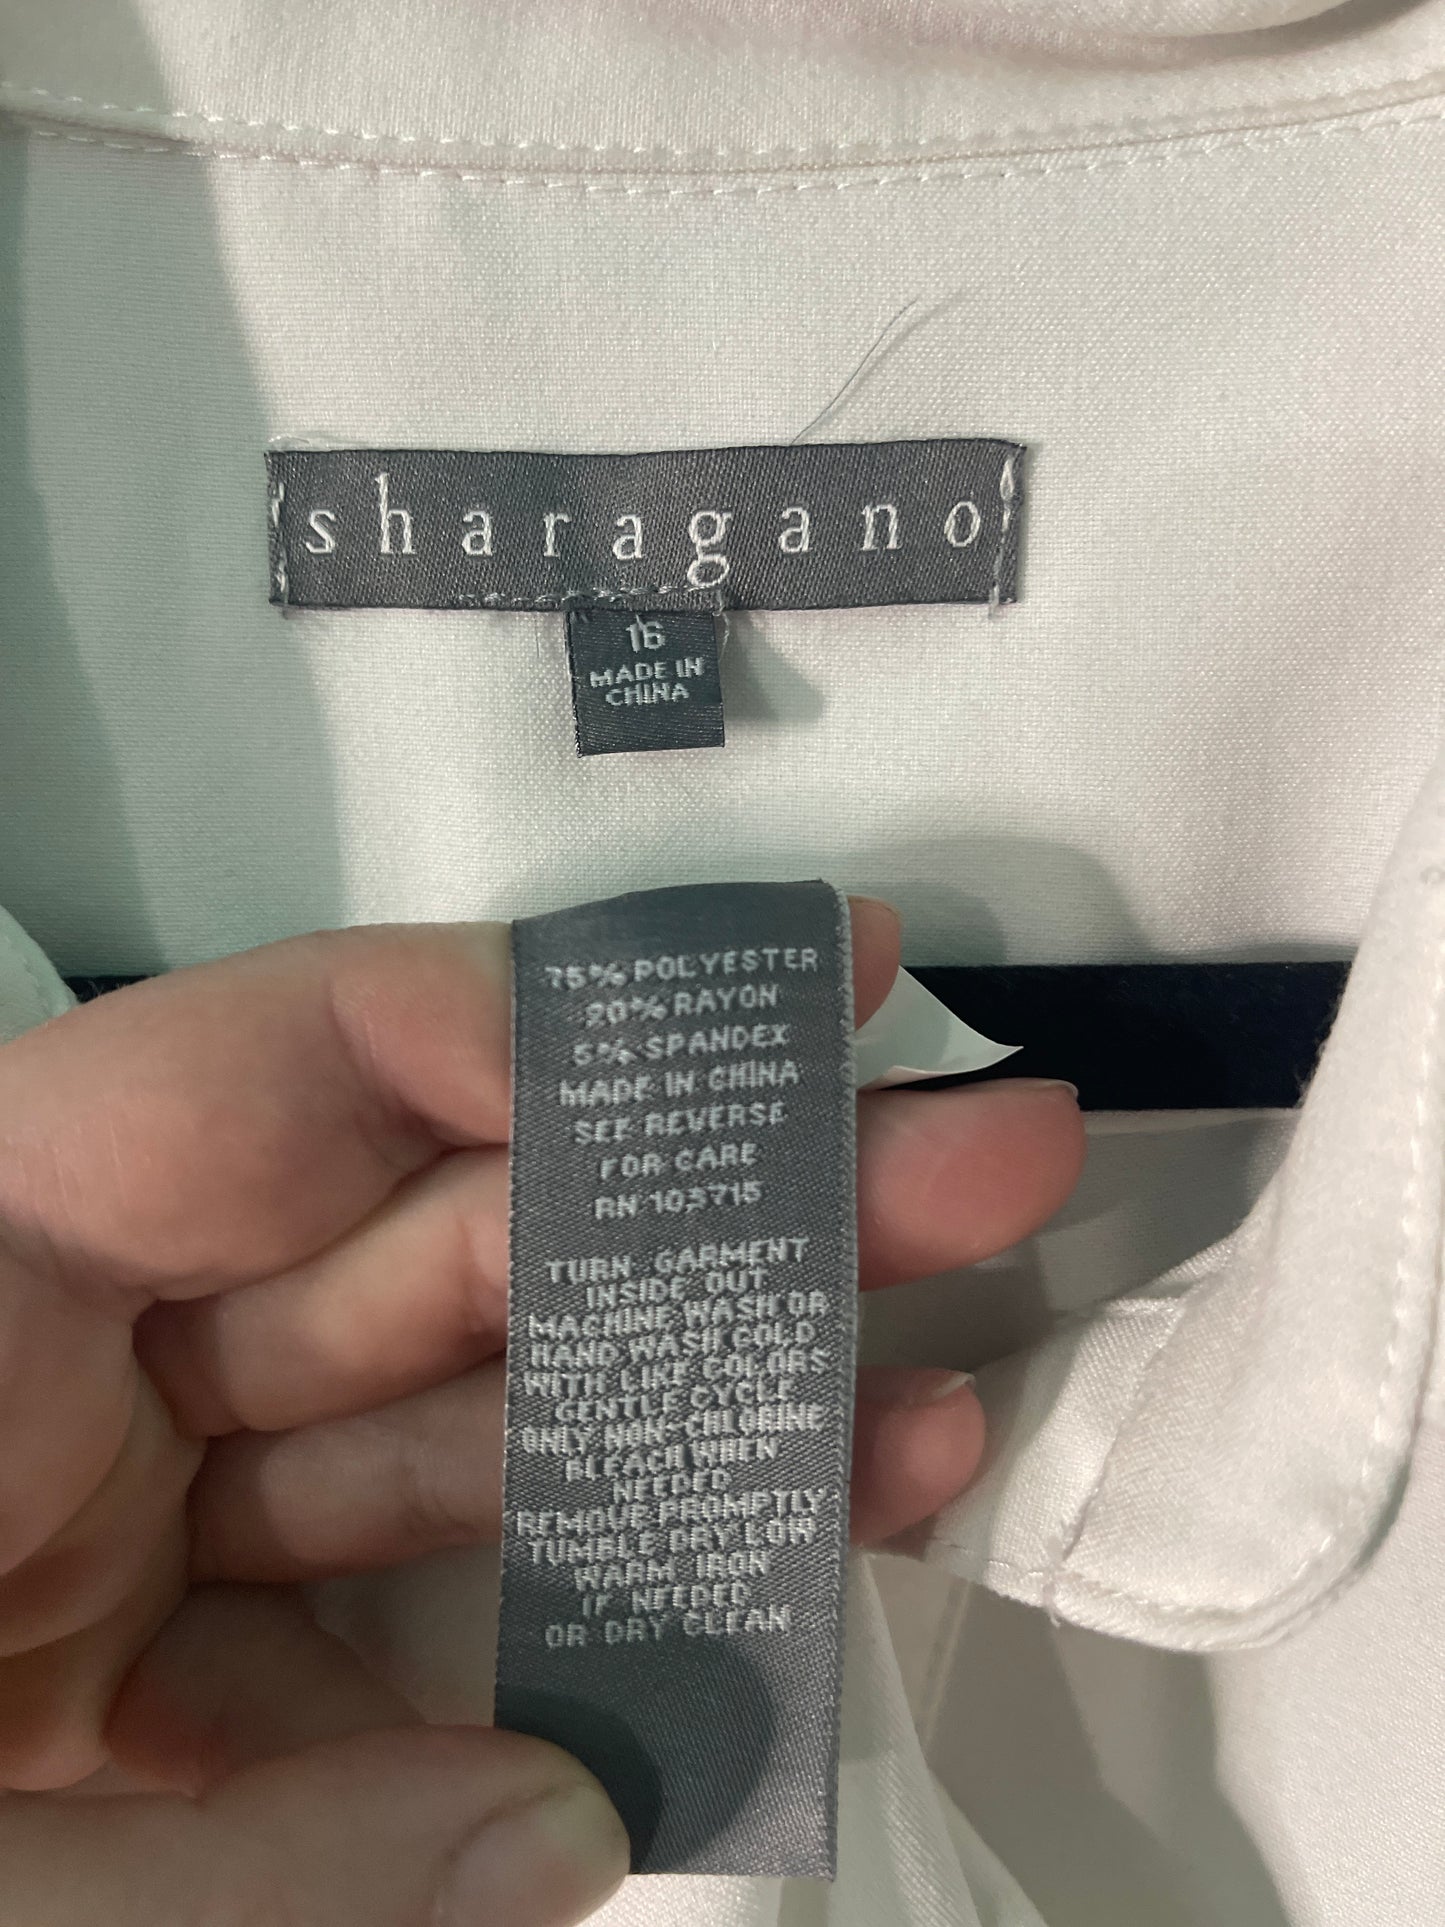 sharagano
16
MADE IN
CHINA
75% POLYESTER
20% RAYON
5% SPANDEX
MADE IN CHINA
SEE REVERSE
FOR CARE
RN 103715
TURN GARMENT
INSIDE OUT
MACHINE WASH OR
HAND WASH COLD
WITH LIKE COLORS
GENTLE CYCLE
ONLY NON-CHLORINE
BLEACH WHEN
NEEDED
REMOVE PROMPTLY
TUMBLE DRY LOW
WARM IRON
IF NEEDED
OR DRY CLEAN